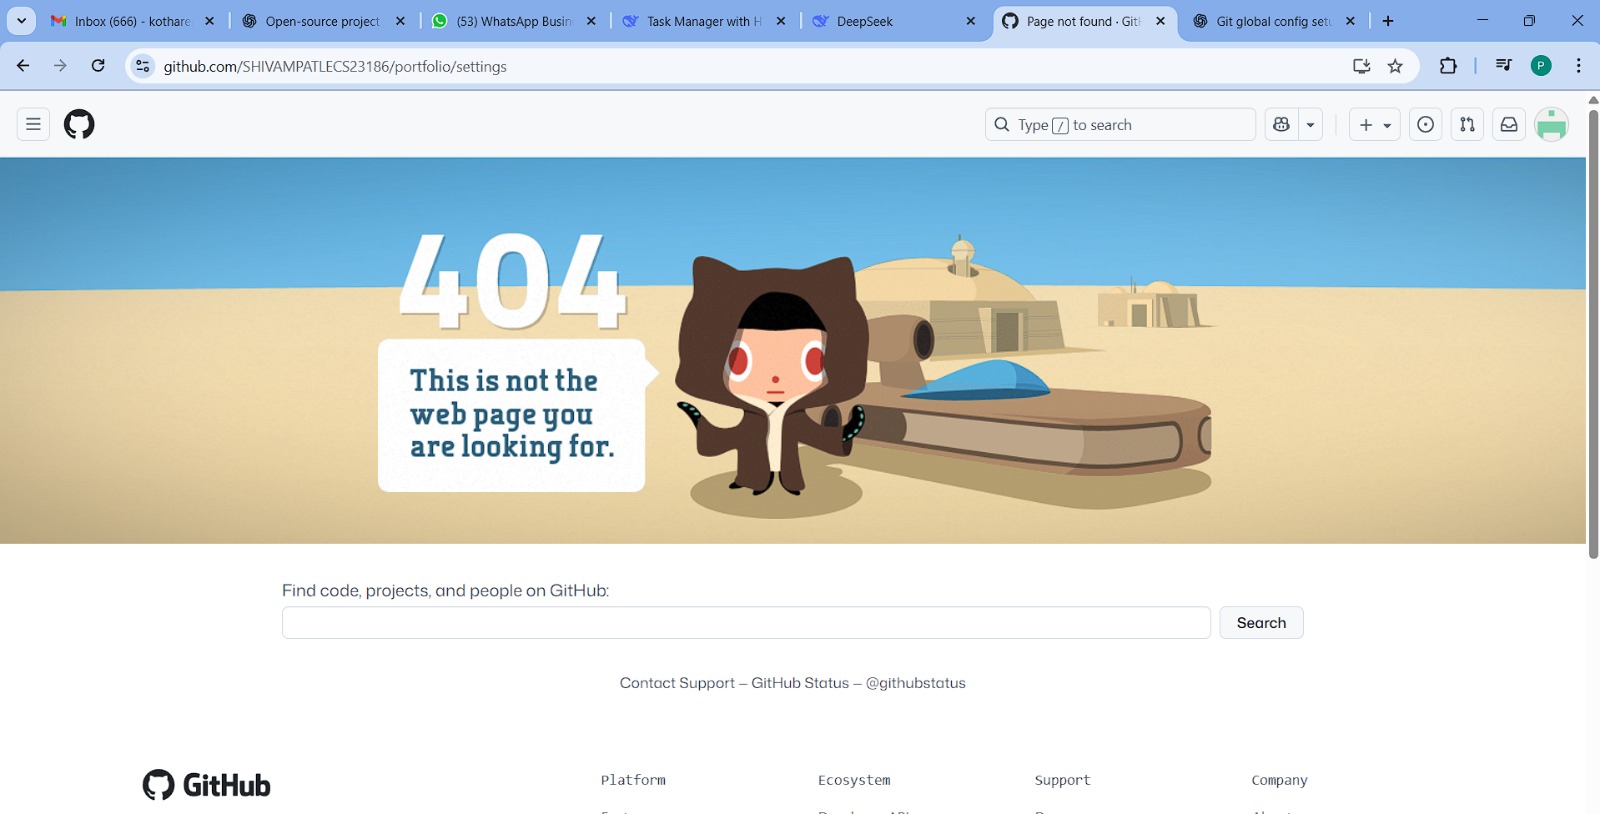 Inbox (666) - kothare
Open-source project
(53) WhatsApp Busin
Task Manager with H
DeepSeek
Page not found · Git
Git global config setu
github.com/SHIVAMPATLECS23186/portfolio/settings
P
Type / to search
404
This is not the
web page you
are looking for.
Find code, projects, and people on GitHub:
Search
Contact Support — GitHub Status — @githubstatus
GitHub
Platform
Ecosystem
Support
Company